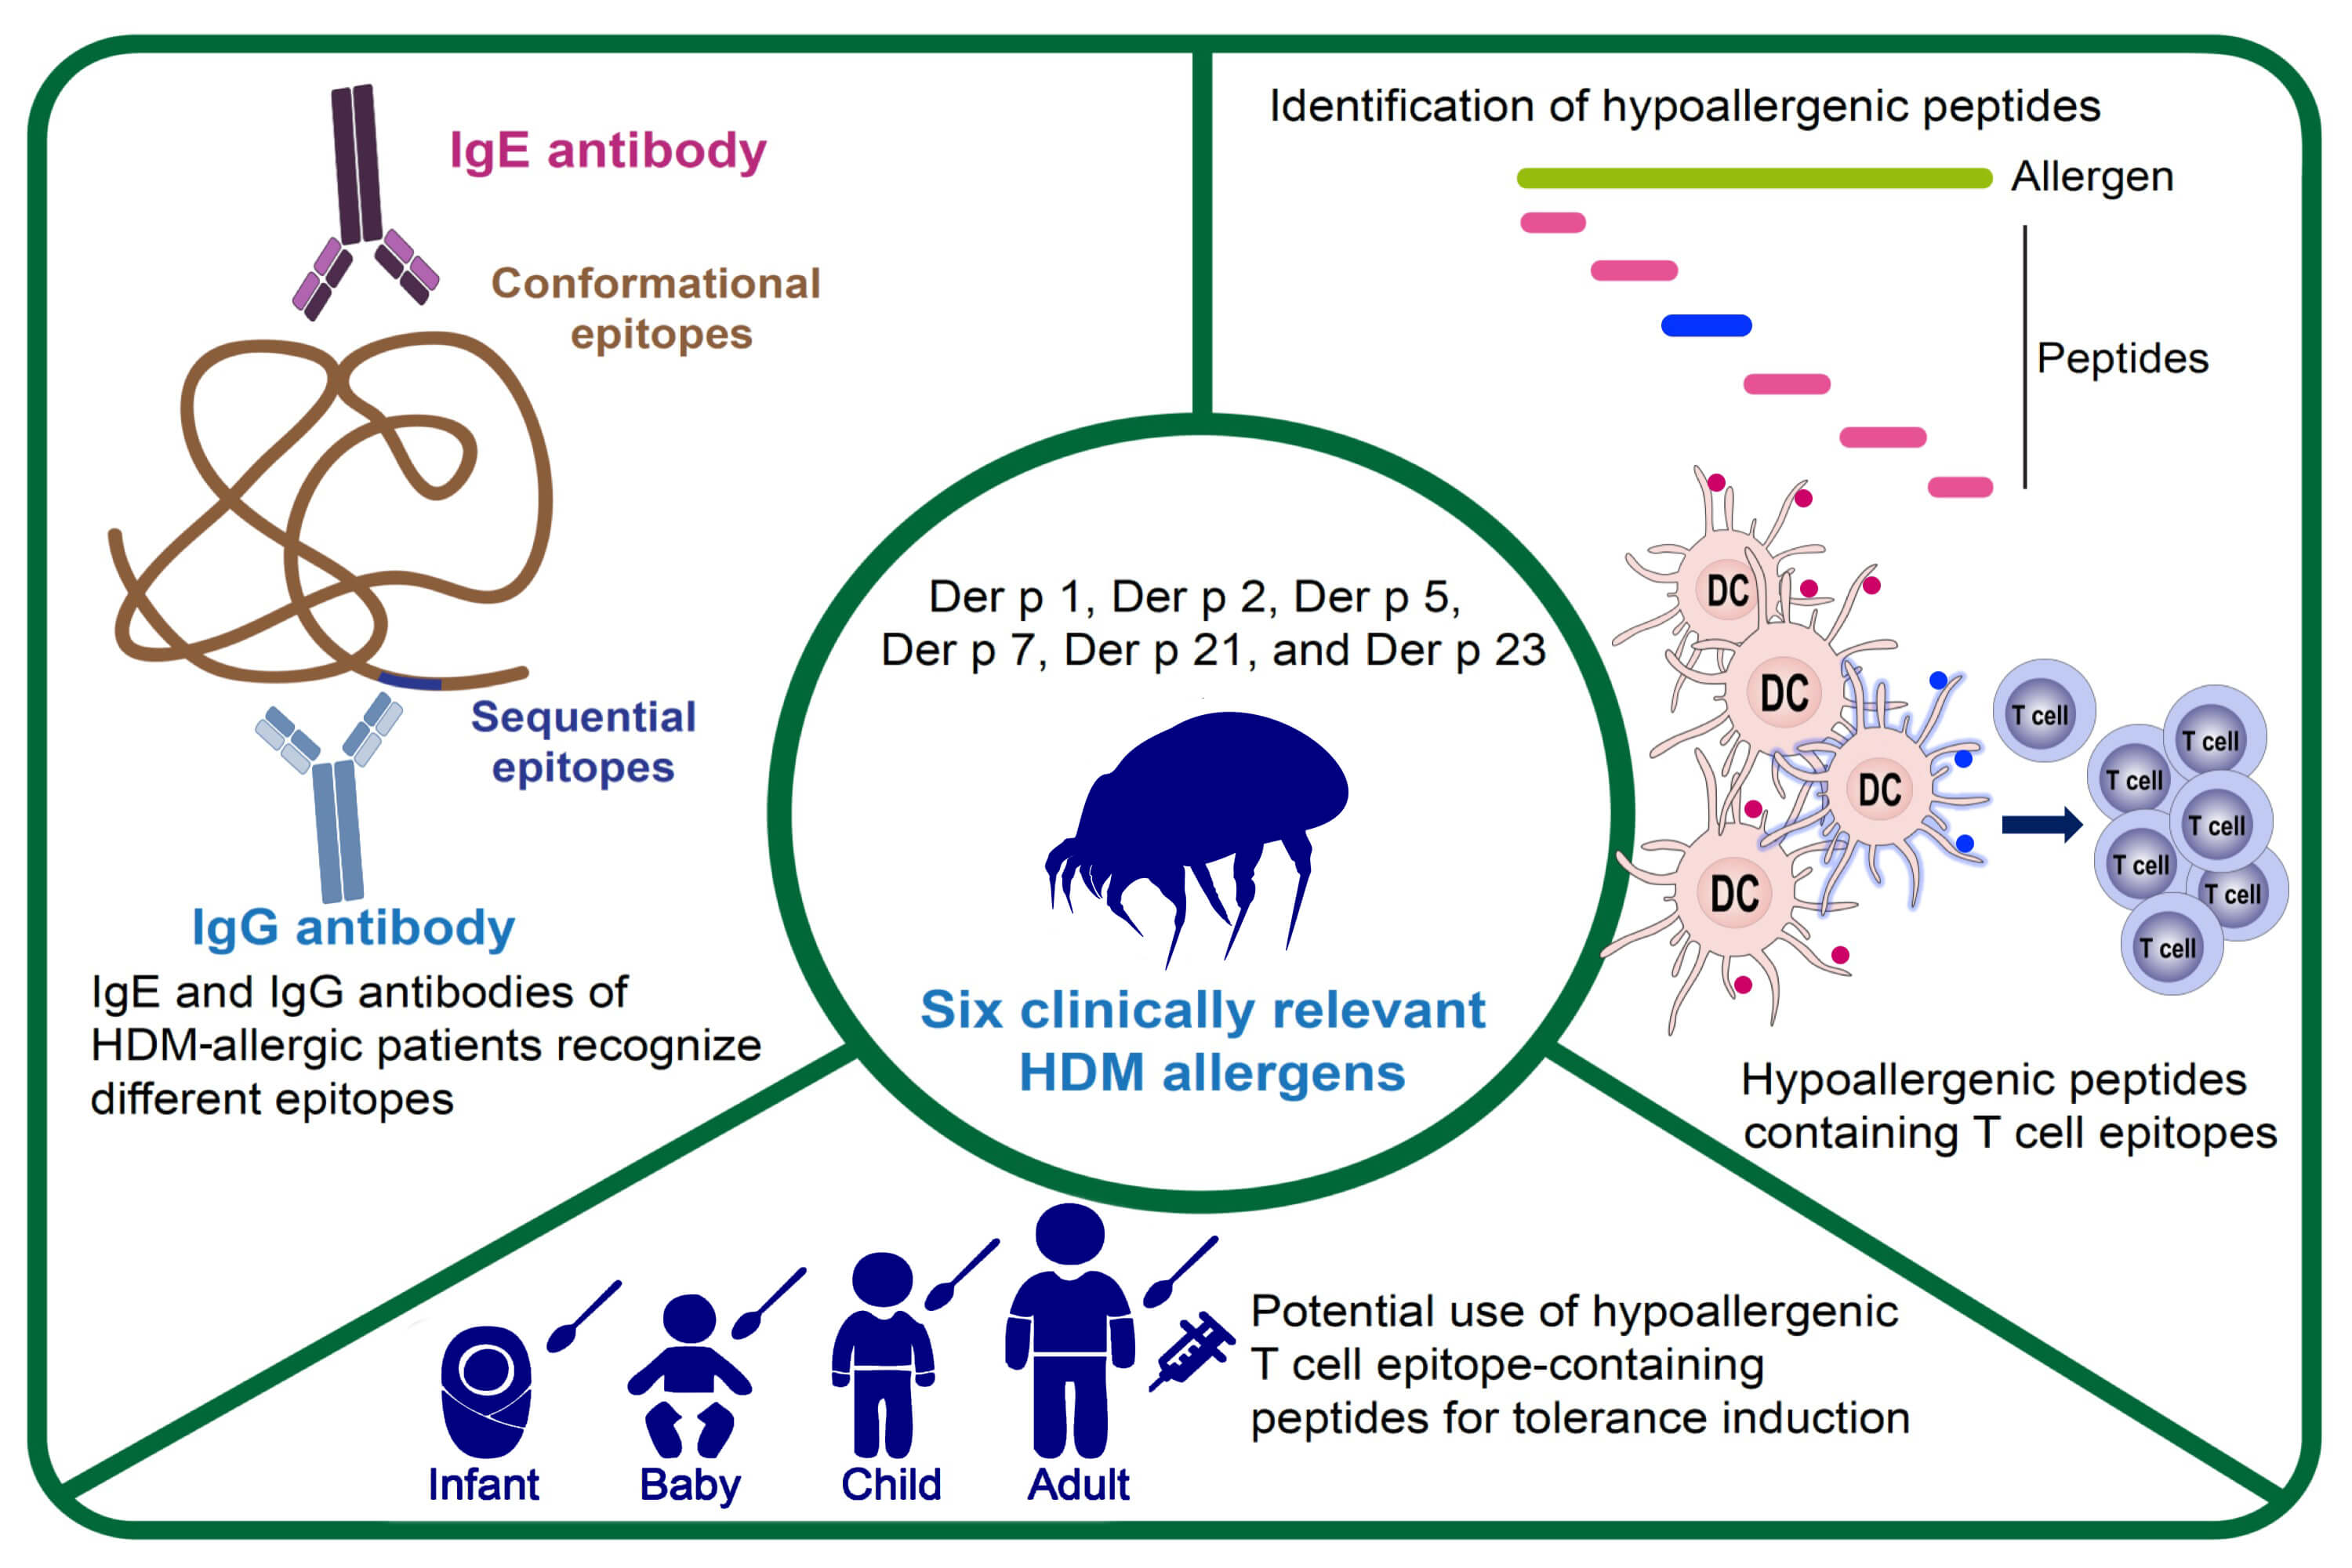 IgE antibody
Conformational
epitopes
Sequential
epitopes
IgG antibody
IgE and IgG antibodies of
HDM-allergic patients recognize
different epitopes
Identification of hypoallergenic peptides
Allergen
Peptides
DC
DC
DC
DC
T cell
T cell
T cell
T cell
T cell
T cell
T cell
Hypoallergenic peptides
containing T cell epitopes
Der p 1, Der p 2, Der p 5,
Der p 7, Der p 21, and Der p 23
Six clinically relevant
HDM allergens
Infant
Baby
Child
Adult
Potential use of hypoallergenic
T cell epitope-containing
peptides for tolerance induction